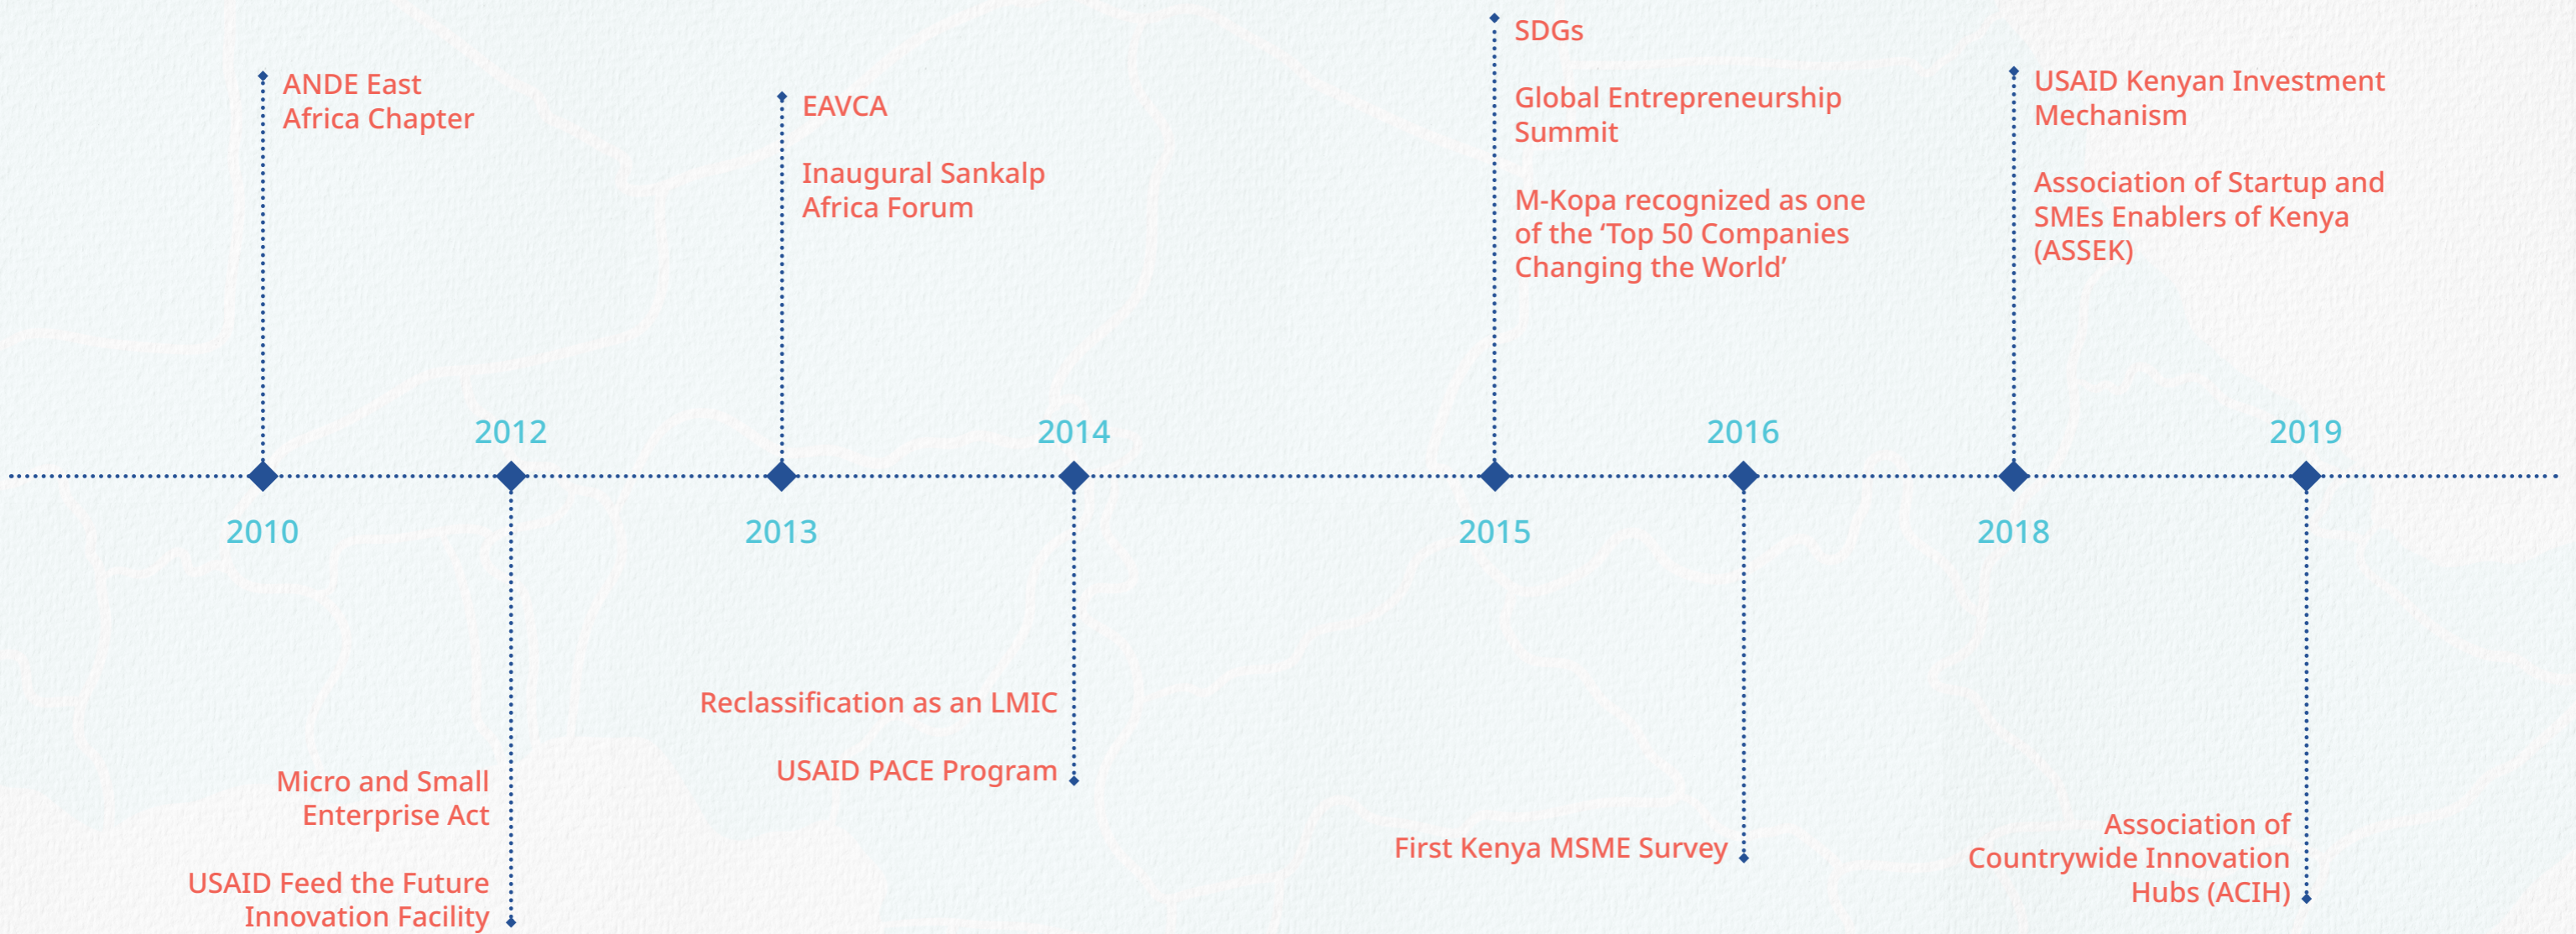 ANDE East
Africa Chapter
2010
2012
Micro and Small
Enterprise Act
USAID Feed the Future
Innovation Facility
EAVCA
Inaugural Sankalp
Africa Forum
2013
2014
Reclassification as an LMIC
USAID PACE Program
SDGs
Global Entrepreneurship
Summit
M-Kopa recognized as one
of the ‘Top 50 Companies
Changing the World’
2015
2016
First Kenya MSME Survey
USAID Kenyan Investment
Mechanism
Association of Startup and
SMEs Enablers of Kenya
(ASSEK)
2018
2019
Association of
Countrywide Innovation
Hubs (ACIH)